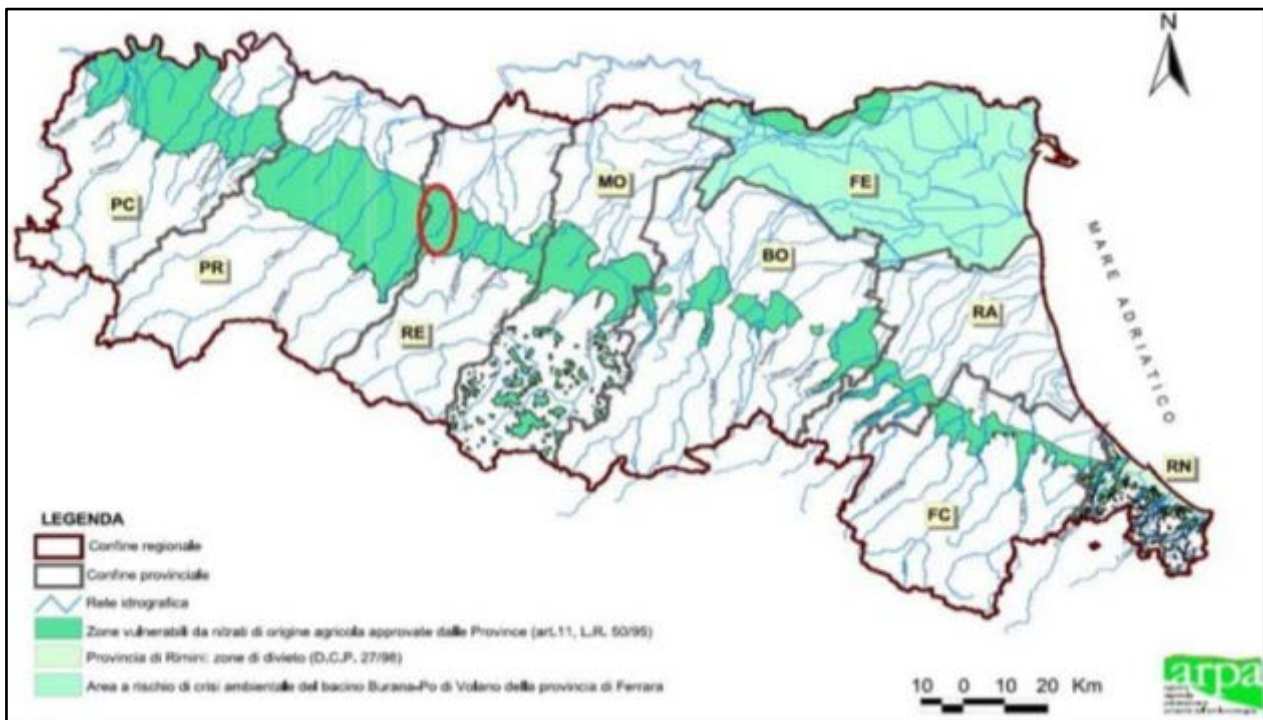 N
PC
PR
RE
MO
BO
FE
RA
FC
RN
MARE ADRIATICO
LEGENDA
Confine regionale
Confine provinciale
Rete idrografica
Zone vulnerabili da nitrati di origine agricola approvate dalle Province (art.11, L.R. 50/95)
Provincia di Rimini: zone di divieto (D.C.P. 27/98)
Area a rischio di crisi ambientale del bacino Burana-Po di Volano della provincia di Ferrara
10 0 10 20 Km
arpa